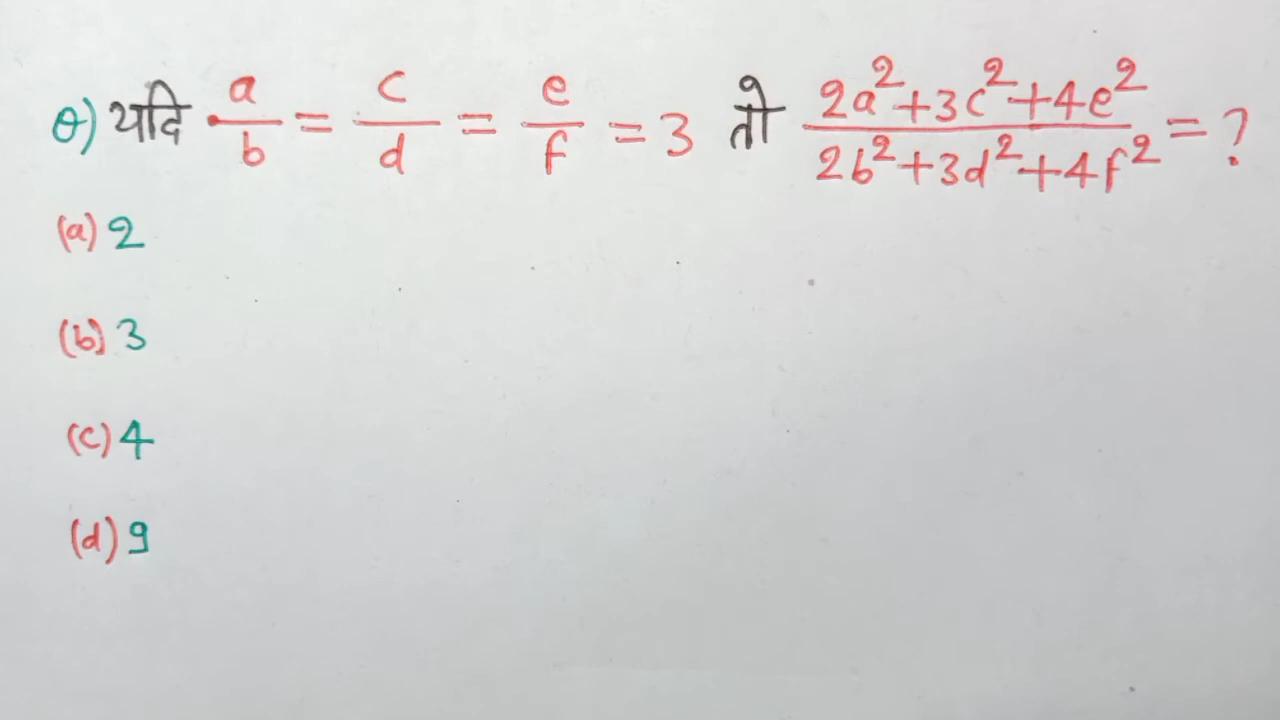 Q) यदि a/b = c/d = e/f = 3 तो (2a²+3c²+4e²)/(2b²+3d²+4f²) = ?
(a) 2
(b) 3
(c) 4
(d) 9